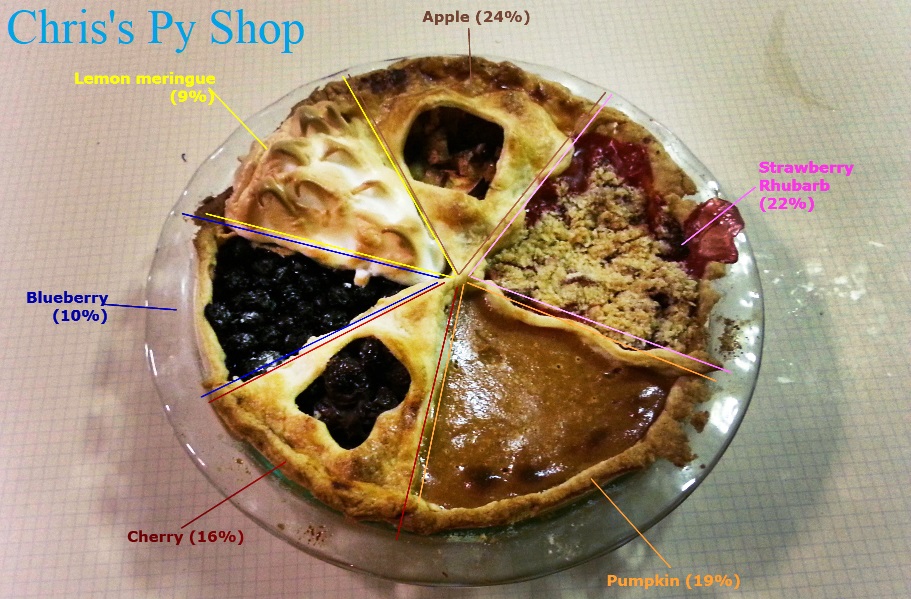 Chris's Py Shop
Apple (24%)
Lemon meringue
(9%)
Strawberry
Rhubarb
(22%)
Blueberry
(10%)
Cherry (16%)
Pumpkin (19%)